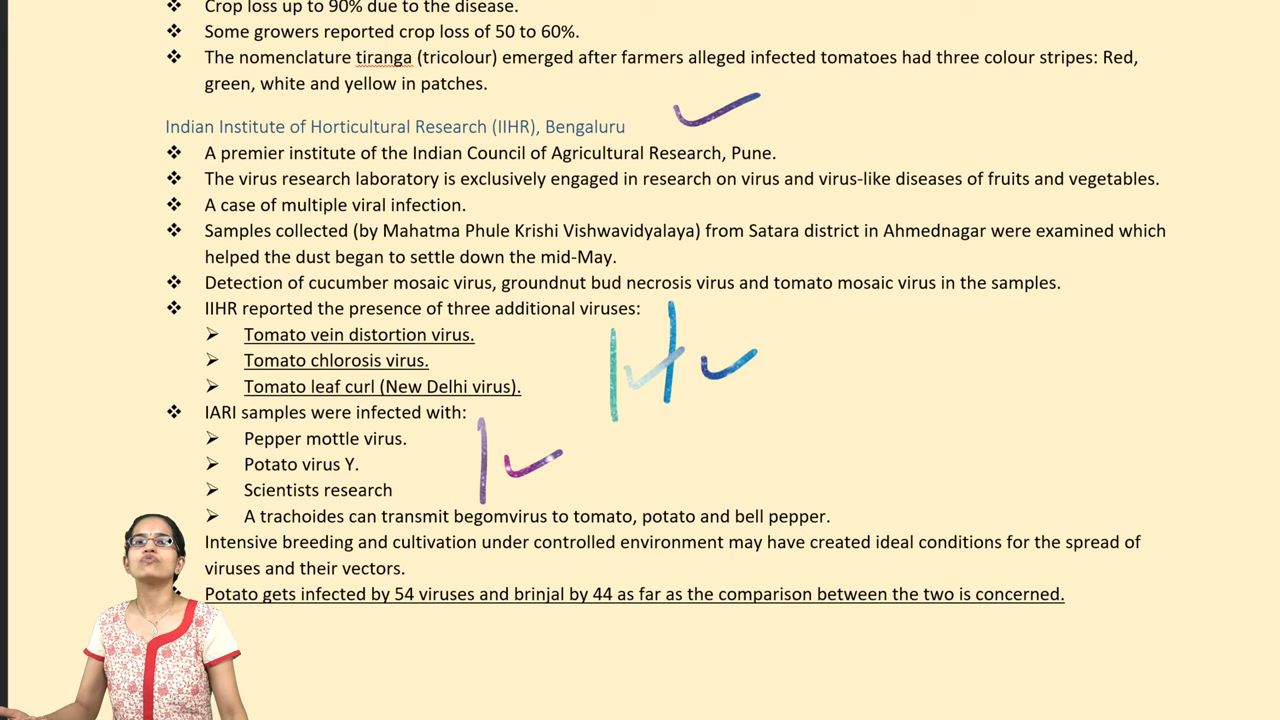 ❖ Crop loss up to 90% due to the disease.
❖ Some growers reported crop loss of 50 to 60%.
❖ The nomenclature tiranga (tricolour) emerged after farmers alleged infected tomatoes had three colour stripes: Red,
green, white and yellow in patches.
Indian Institute of Horticultural Research (IIHR), Bengaluru
❖ A premier institute of the Indian Council of Agricultural Research, Pune.
❖ The virus research laboratory is exclusively engaged in research on virus and virus-like diseases of fruits and vegetables.
❖ A case of multiple viral infection.
❖ Samples collected (by Mahatma Phule Krishi Vishwavidyalaya) from Satara district in Ahmednagar were examined which
helped the dust began to settle down the mid-May.
❖ Detection of cucumber mosaic virus, groundnut bud necrosis virus and tomato mosaic virus in the samples.
❖ IIHR reported the presence of three additional viruses:
➢ Tomato vein distortion virus.
➢ Tomato chlorosis virus.
➢ Tomato leaf curl (New Delhi virus).
❖ IARI samples were infected with:
➢ Pepper mottle virus.
➢ Potato virus Y.
➢ Scientists research
➢ A trachoides can transmit begomvirus to tomato, potato and bell pepper.
Intensive breeding and cultivation under controlled environment may have created ideal conditions for the spread of
viruses and their vectors.
❖ Potato gets infected by 54 viruses and brinjal by 44 as far as the comparison between the two is concerned.